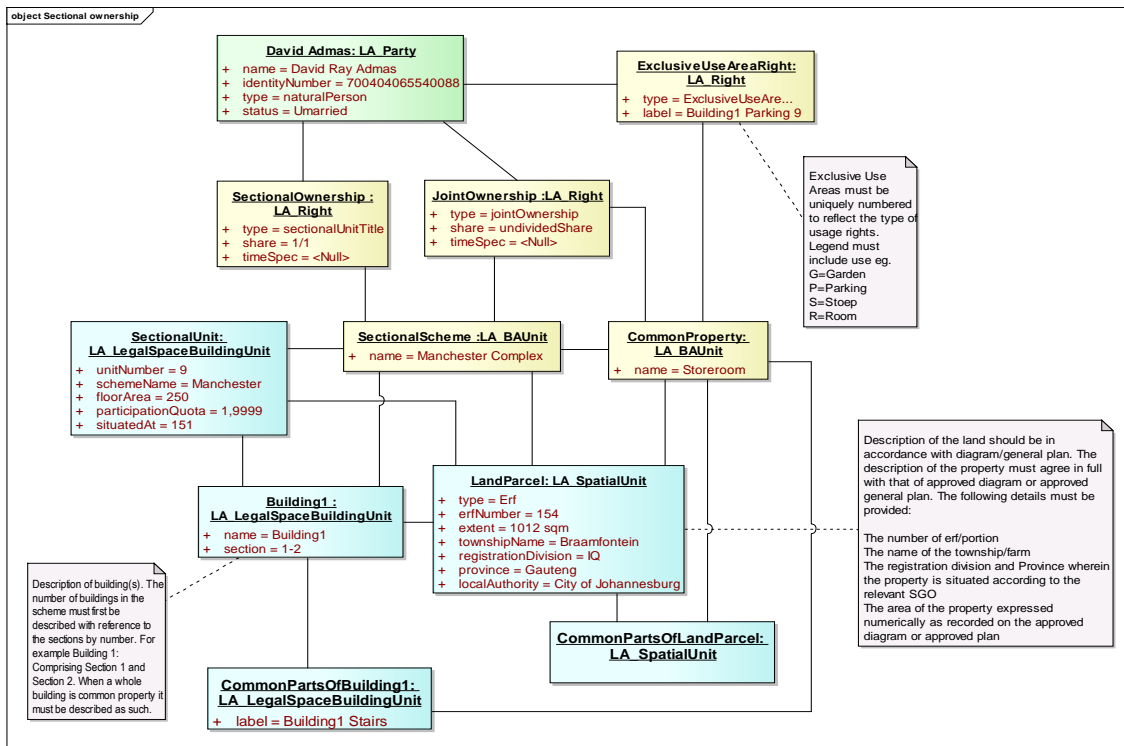 object Sectional ownership
David Admas: LA_Party
+ name = David Ray Admas
+ identityNumber = 700404065540088
+ type = naturalPerson
+ status = Umarried
ExclusiveUseAreaRight:
LA_Right
+ type = ExclusiveUseAre...
+ label = Building1 Parking 9
Exclusive Use
Areas must be
uniquely numbered
to reflect the type of
usage rights.
Legend must
include use eg.
G=Garden
P=Parking
S=Stoep
R=Room
SectionalOwnership :
LA_Right
+ type = sectionalUnitTitle
+ share = 1/1
+ timeSpec = <Null>
JointOwnership :LA_Right
+ type = jointOwnership
+ share = undividedShare
+ timeSpec = <Null>
SectionalUnit:
LA_LegalSpaceBuildingUnit
+ unitNumber = 9
+ schemeName = Manchester
+ floorArea = 250
+ participationQuota = 1,9999
+ situatedAt = 151
SectionalScheme :LA_BAUnit
+ name = Manchester Complex
CommonProperty:
LA_BAUnit
+ name = Storeroom
Description of the land should be in
accordance with diagram/general plan. The
description of the property must agree in full
with that of approved diagram or approved
general plan. The following details must be
provided:
The number of erf/portion
The name of the township/farm
The registration division and Province wherein
the property is situated according to the
relevant SGO
The area of the property expressed
numerically as recorded on the approved
diagram or approved plan
Building1 :
LA_LegalSpaceBuildingUnit
+ name = Building1
+ section = 1-2
LandParcel: LA_SpatialUnit
+ type = Erf
+ erfNumber = 154
+ extent = 1012 sqm
+ townshipName = Braamfontein
+ registrationDivision = IQ
+ province = Gauteng
+ localAuthority = City of Johannesburg
Description of building(s). The
number of buildings in the
scheme must first be
described with reference to
the sections by number. For
example Building 1:
Comprising Section 1 and
Section 2. When a whole
building is common property it
must be described as such.
CommonPartsOfLandParcel:
LA_SpatialUnit
CommonPartsOfBuilding1:
LA_LegalSpaceBuildingUnit
+ label = Building1 Stairs